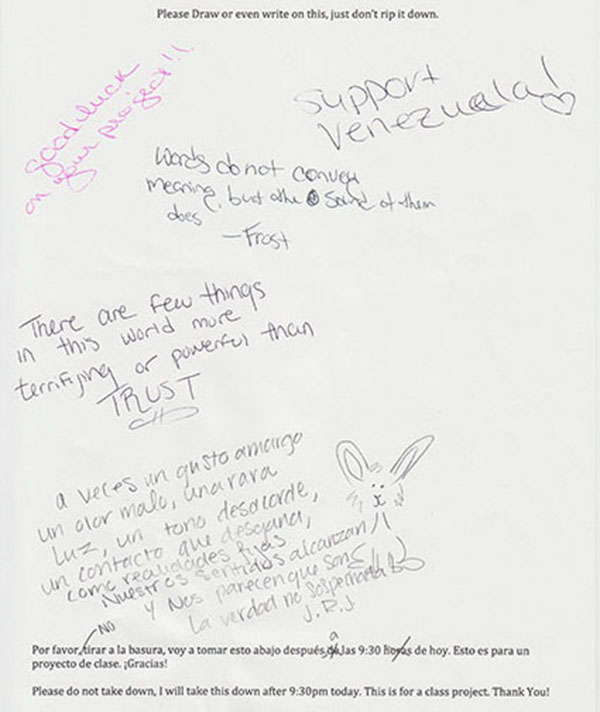 Please Draw or even write on this, just don't rip it down.
good luck
on your project!!
Support
Venezuela!
Words do not convey
meaning, but the sound of them
does
- Frost
There are few things
in this world more
terrifying or powerful than
TRUST
a veces un gusto amargo
un olor malo, una rara
Luz, un tono desacorde,
un contacto que desgana,
como realidades fijas
Nuestros sentidos alcanzan
y Nos parecen que son
La verdad no Sospechada
J.R.J
NO
a
Por favor, tirar a la basura, voy a tomar esto abajo después de las 9:30 horas de hoy. Esto es para un
proyecto de clase. ¡Gracias!
Please do not take down, I will take this down after 9:30pm today. This is for a class project. Thank You!